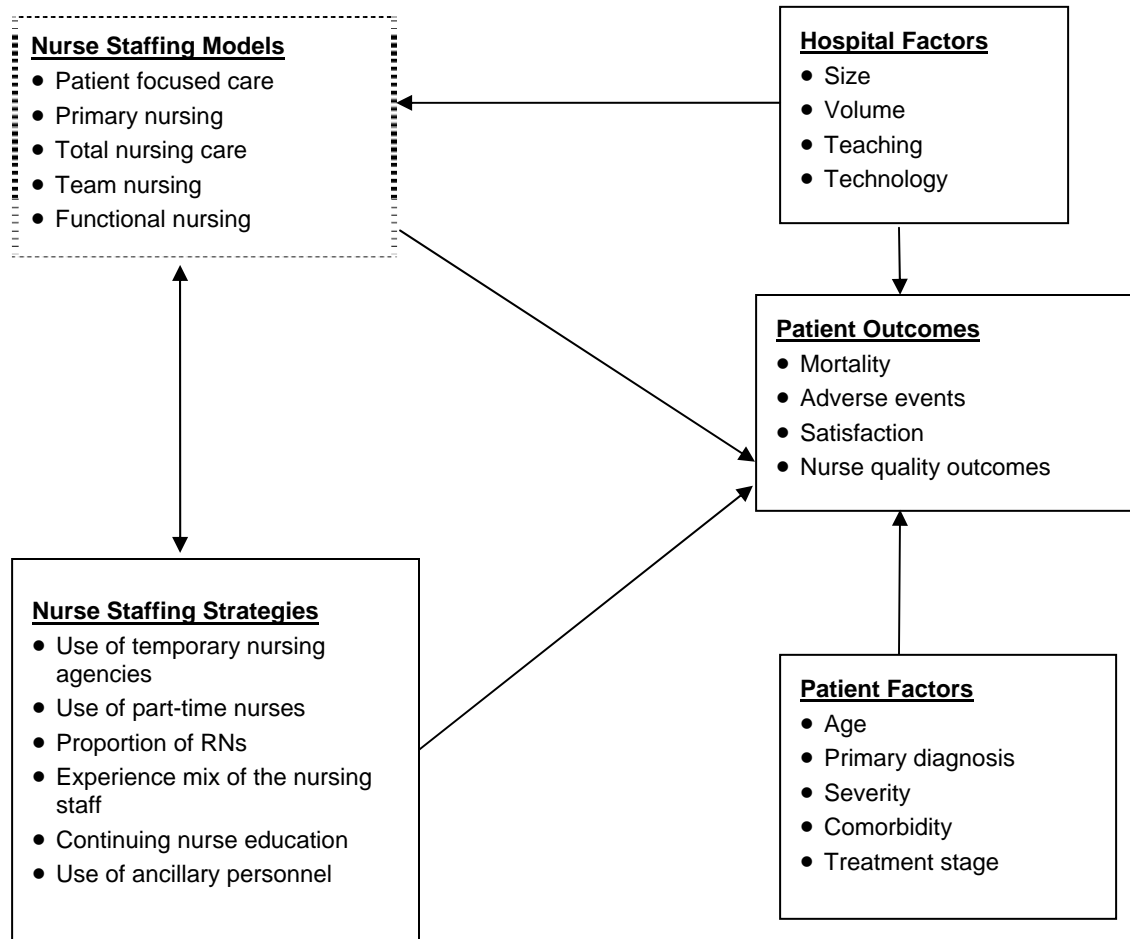 Nurse Staffing Models
• Patient focused care
• Primary nursing
• Total nursing care
• Team nursing
• Functional nursing
Hospital Factors
• Size
• Volume
• Teaching
• Technology
Patient Outcomes
• Mortality
• Adverse events
• Satisfaction
• Nurse quality outcomes
Nurse Staffing Strategies
• Use of temporary nursing
agencies
• Use of part-time nurses
• Proportion of RNs
• Experience mix of the nursing
staff
• Continuing nurse education
• Use of ancillary personnel
Patient Factors
• Age
• Primary diagnosis
• Severity
• Comorbidity
• Treatment stage